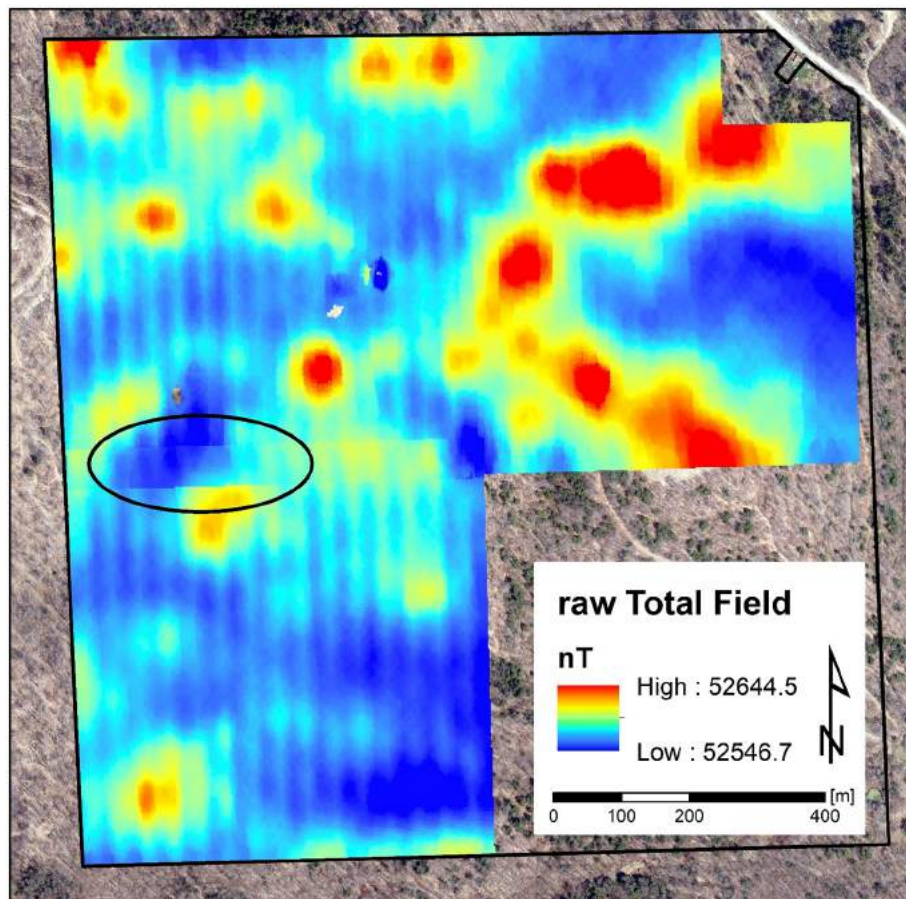 raw Total Field
nT
High : 52644.5
Low : 52546.7
N
[m]
0 100 200 400